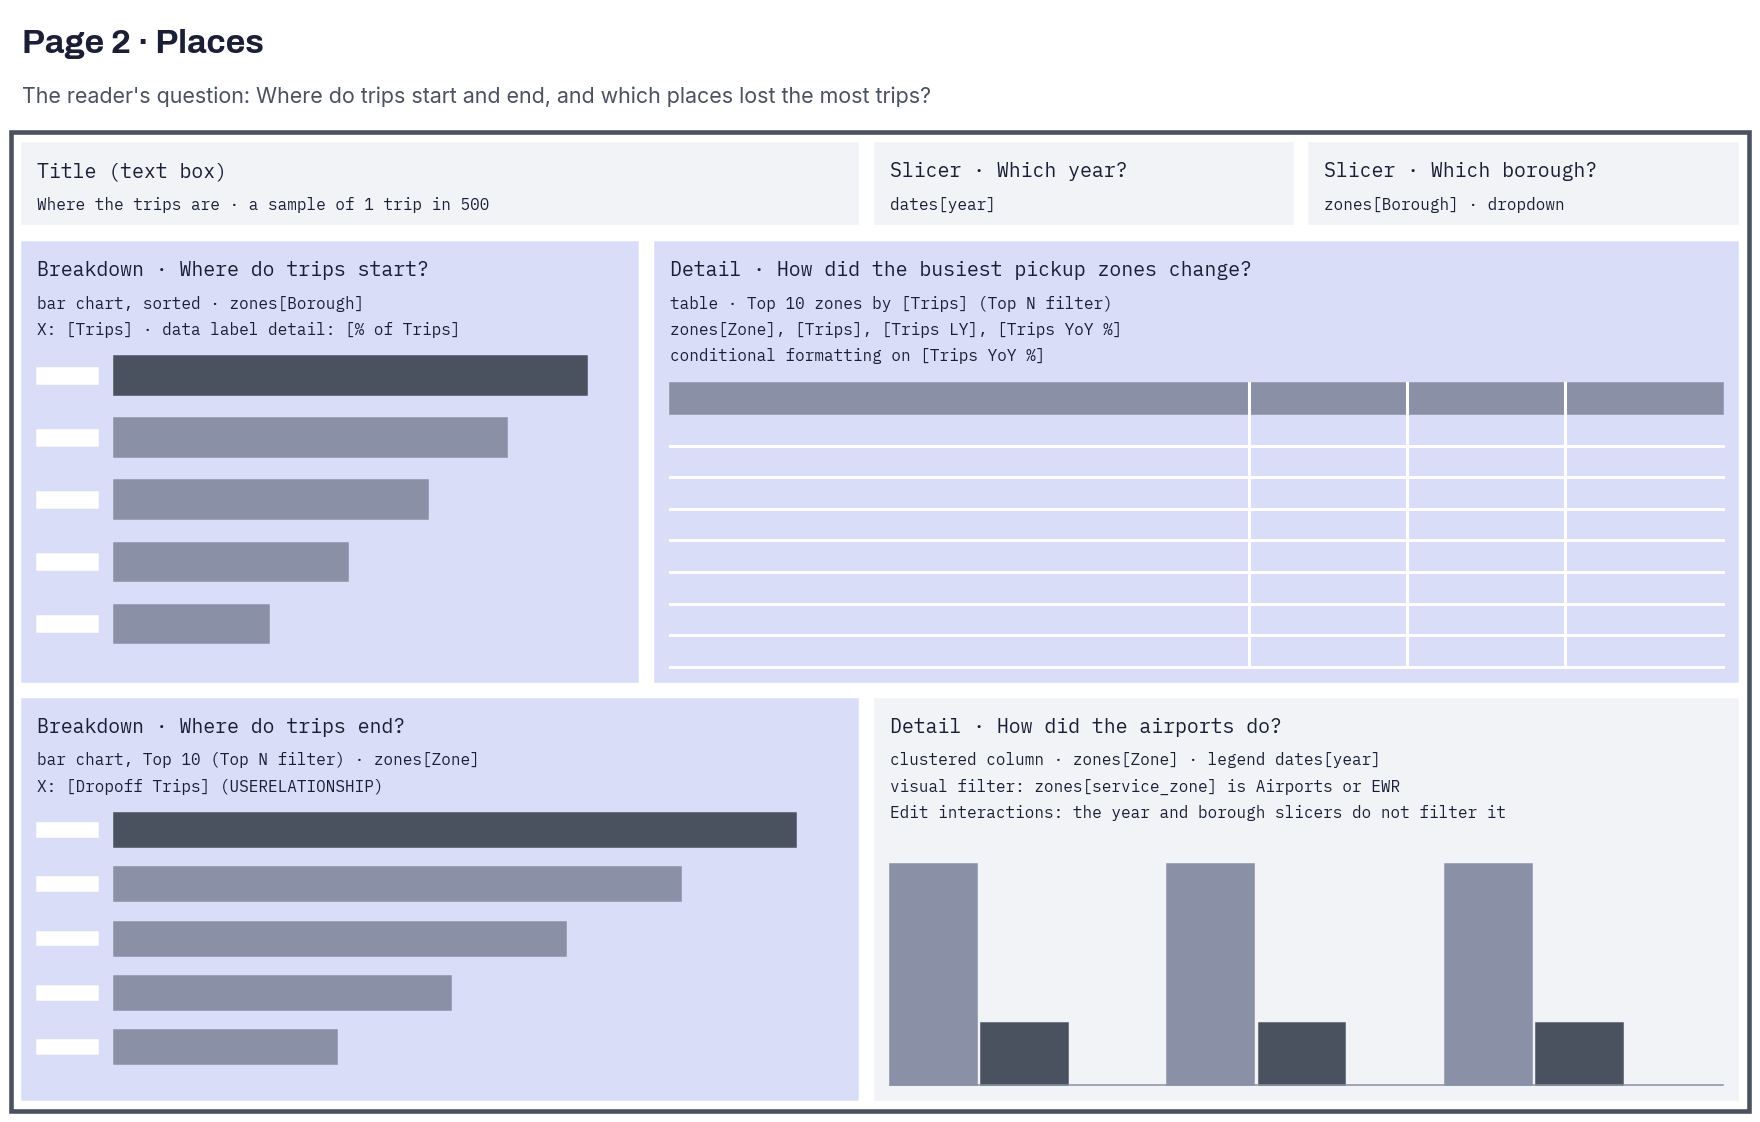 Page 2 · Places
The reader's question: Where do trips start and end, and which places lost the most trips?
Title (text box)
Where the trips are · a sample of 1 trip in 500
Slicer · Which year?
dates[year]
Slicer · Which borough?
zones[Borough] · dropdown
Breakdown · Where do trips start?
bar chart, sorted · zones[Borough]
X: [Trips] · data label detail: [% of Trips]
Detail · How did the busiest pickup zones change?
table · Top 10 zones by [Trips] (Top N filter)
zones[Zone], [Trips], [Trips LY], [Trips YoY %]
conditional formatting on [Trips YoY %]
Breakdown · Where do trips end?
bar chart, Top 10 (Top N filter) · zones[Zone]
X: [Dropoff Trips] (USERELATIONSHIP)
Detail · How did the airports do?
clustered column · zones[Zone] · legend dates[year]
visual filter: zones[service_zone] is Airports or EWR
Edit interactions: the year and borough slicers do not filter it